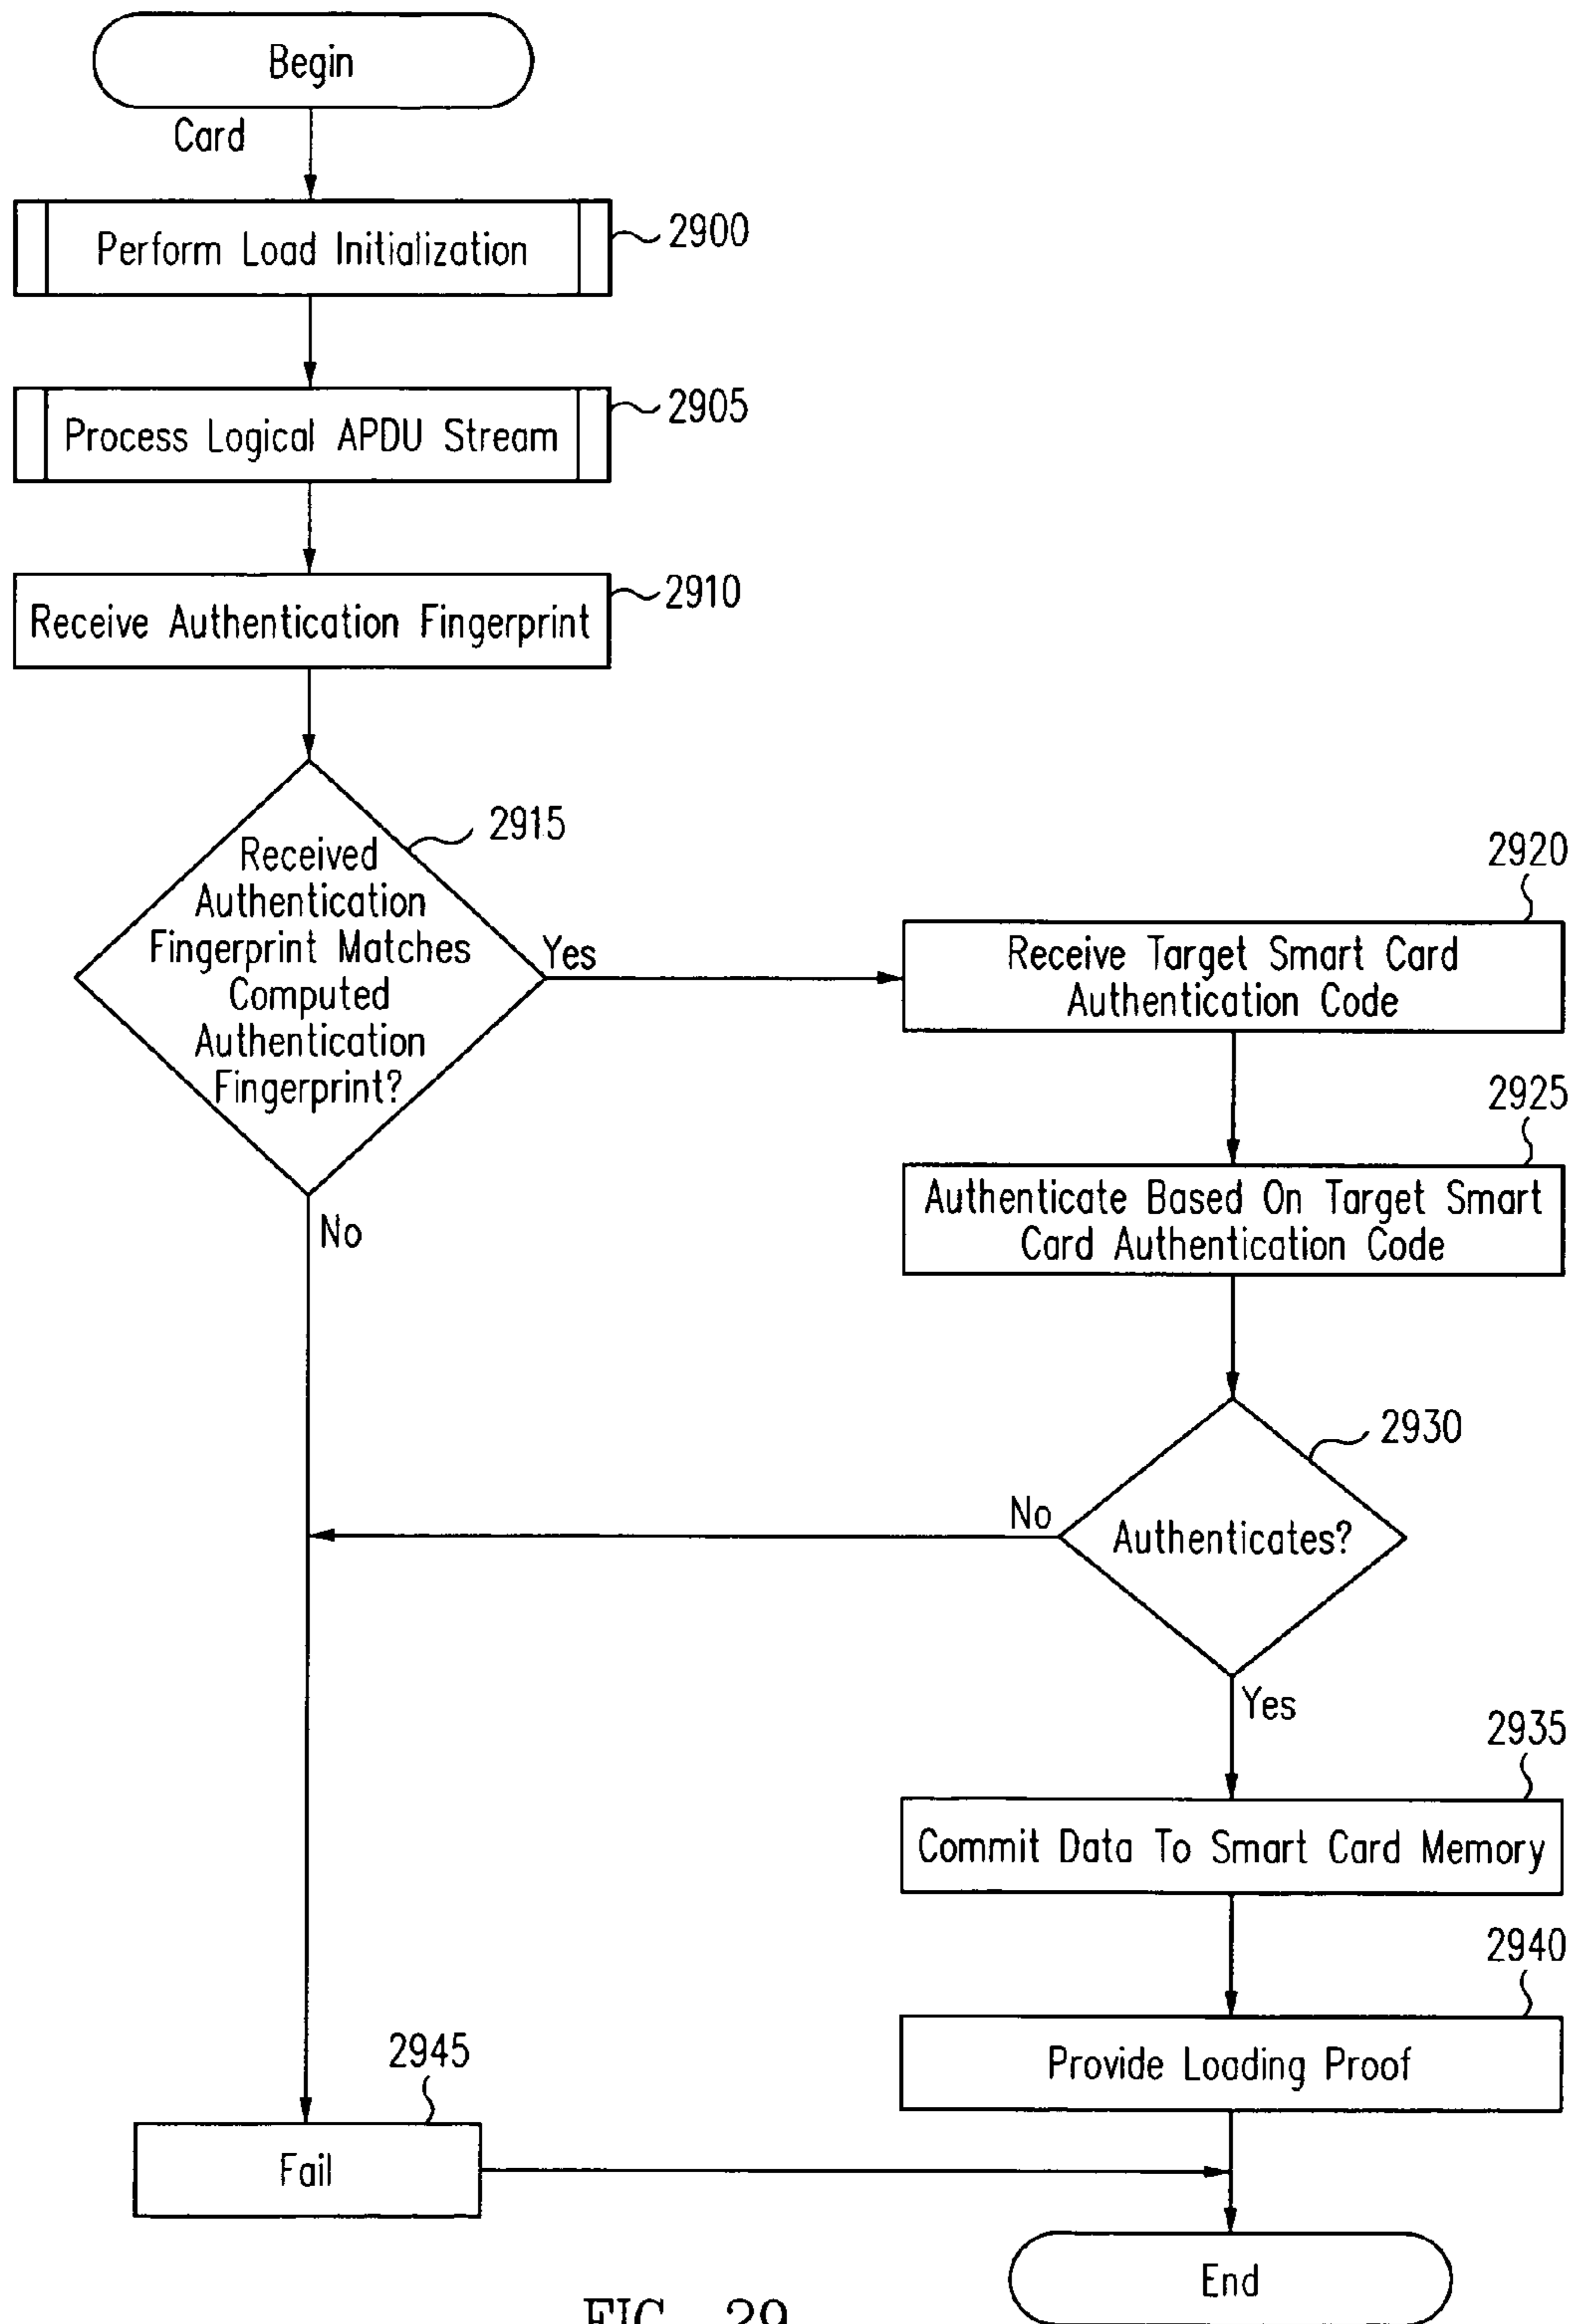 Begin
Card
Perform Load Initialization
2900
Process Logical APDU Stream
2905
Receive Authentication Fingerprint
2910
Received
Authentication
Fingerprint Matches
Computed
Authentication
Fingerprint?
2915
Yes
No
2920
Receive Target Smart Card
Authentication Code
2925
Authenticate Based On Target Smart
Card Authentication Code
2930
Authenticates?
No
Yes
2935
Commit Data To Smart Card Memory
2940
Provide Loading Proof
2945
Fail
End
FIG. 29